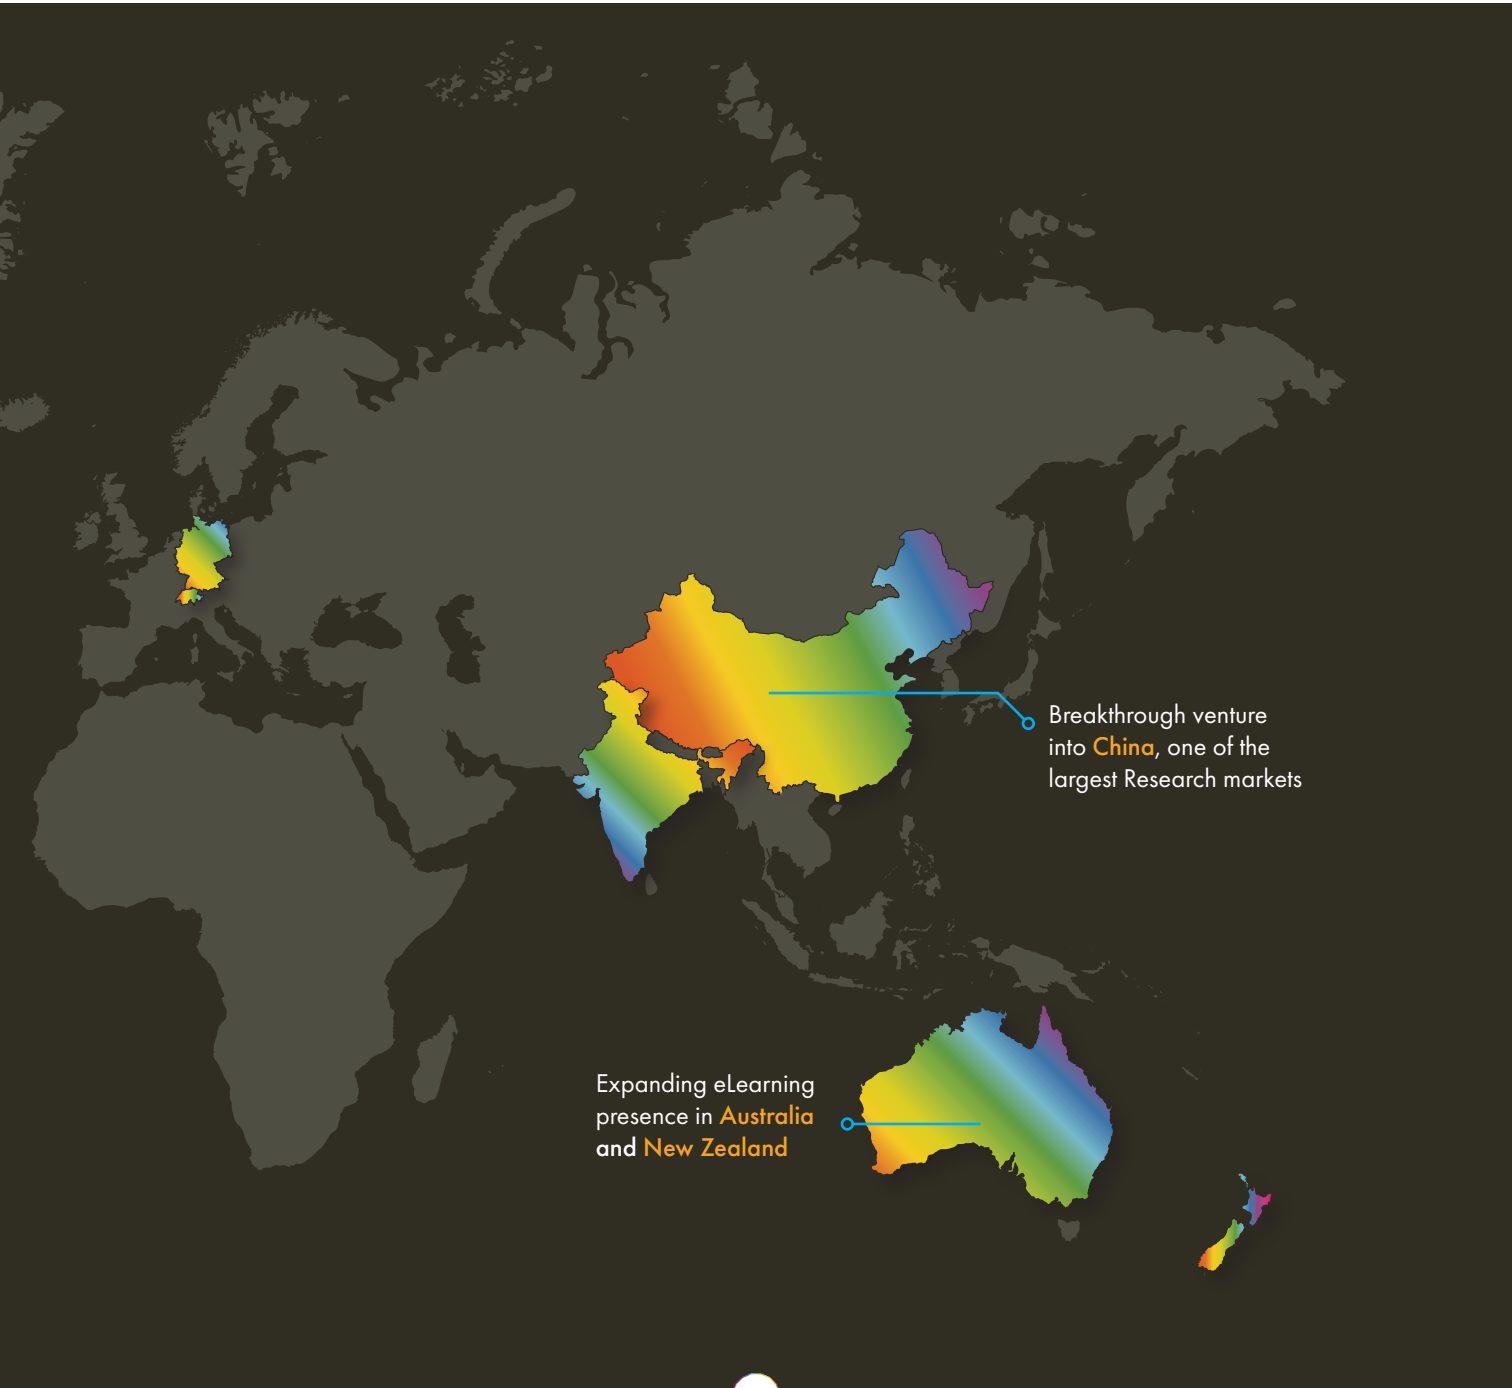 Breakthrough venture
into China, one of the
largest Research markets
Expanding eLearning
presence in Australia
and New Zealand